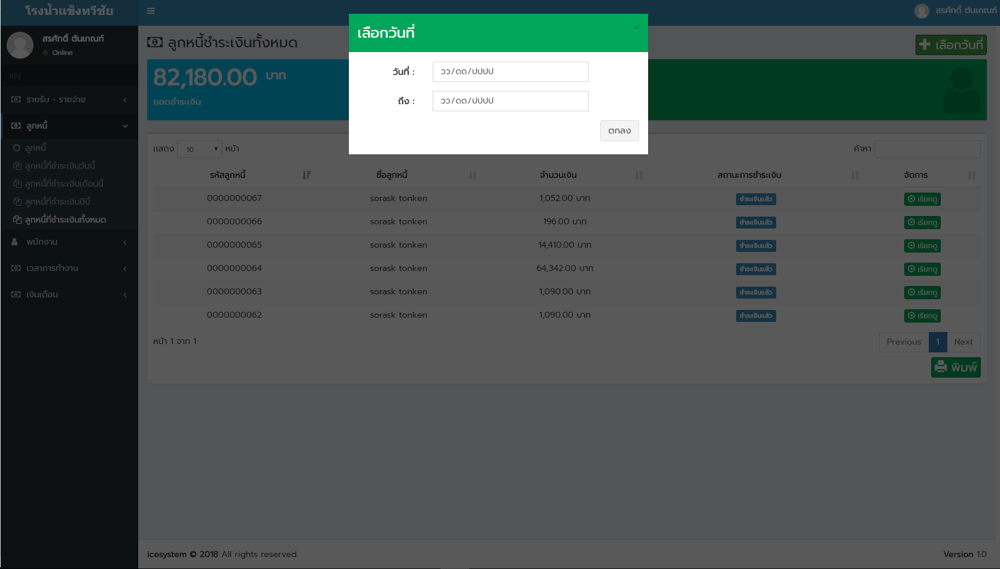 โรงน้ำแข็งทวีชัย
สรศักดิ์ ต้นเกณฑ์
สรศักดิ์ ต้นเกณฑ์
Online
เมนู
รายรับ - รายจ่าย
ลูกหนี้
ลูกหนี้
ลูกหนี้ที่ชำระเงินวันนี้
ลูกหนี้ที่ชำระเงินเดือนนี้
ลูกหนี้ที่ชำระเงินปีนี้
ลูกหนี้ที่ชำระเงินทั้งหมด
พนักงาน
เวลาการทำงาน
เงินเดือน
ลูกหนี้ชำระเงินทั้งหมด
เลือกวันที่
82,180.00 บาท
ยอดชำระเงิน
เลือกวันที่
×
วันที่ : วว/ดด/ปปปป
ถึง : วว/ดด/ปปปป
ตกลง
แสดง 10 หน้า
ค้าหา
รหัสลูกหนี้ ชื่อลูกหนี้ จำนวนเงิน สถานะการชำระเงิน จัดการ
0000000067 sorask tonken 1,052.00 บาท ชำระเงินแล้ว เรียกดู
0000000066 sorask tonken 196.00 บาท ชำระเงินแล้ว เรียกดู
0000000065 sorask tonken 14,410.00 บาท ชำระเงินแล้ว เรียกดู
0000000064 sorask tonken 64,342.00 บาท ชำระเงินแล้ว เรียกดู
0000000063 sorask tonken 1,090.00 บาท ชำระเงินแล้ว เรียกดู
0000000062 sorask tonken 1,090.00 บาท ชำระเงินแล้ว เรียกดู
หน้า 1 จาก 1
Previous 1 Next
พิมพ์
icesystem © 2018 All rights reserved.
Version 1.0